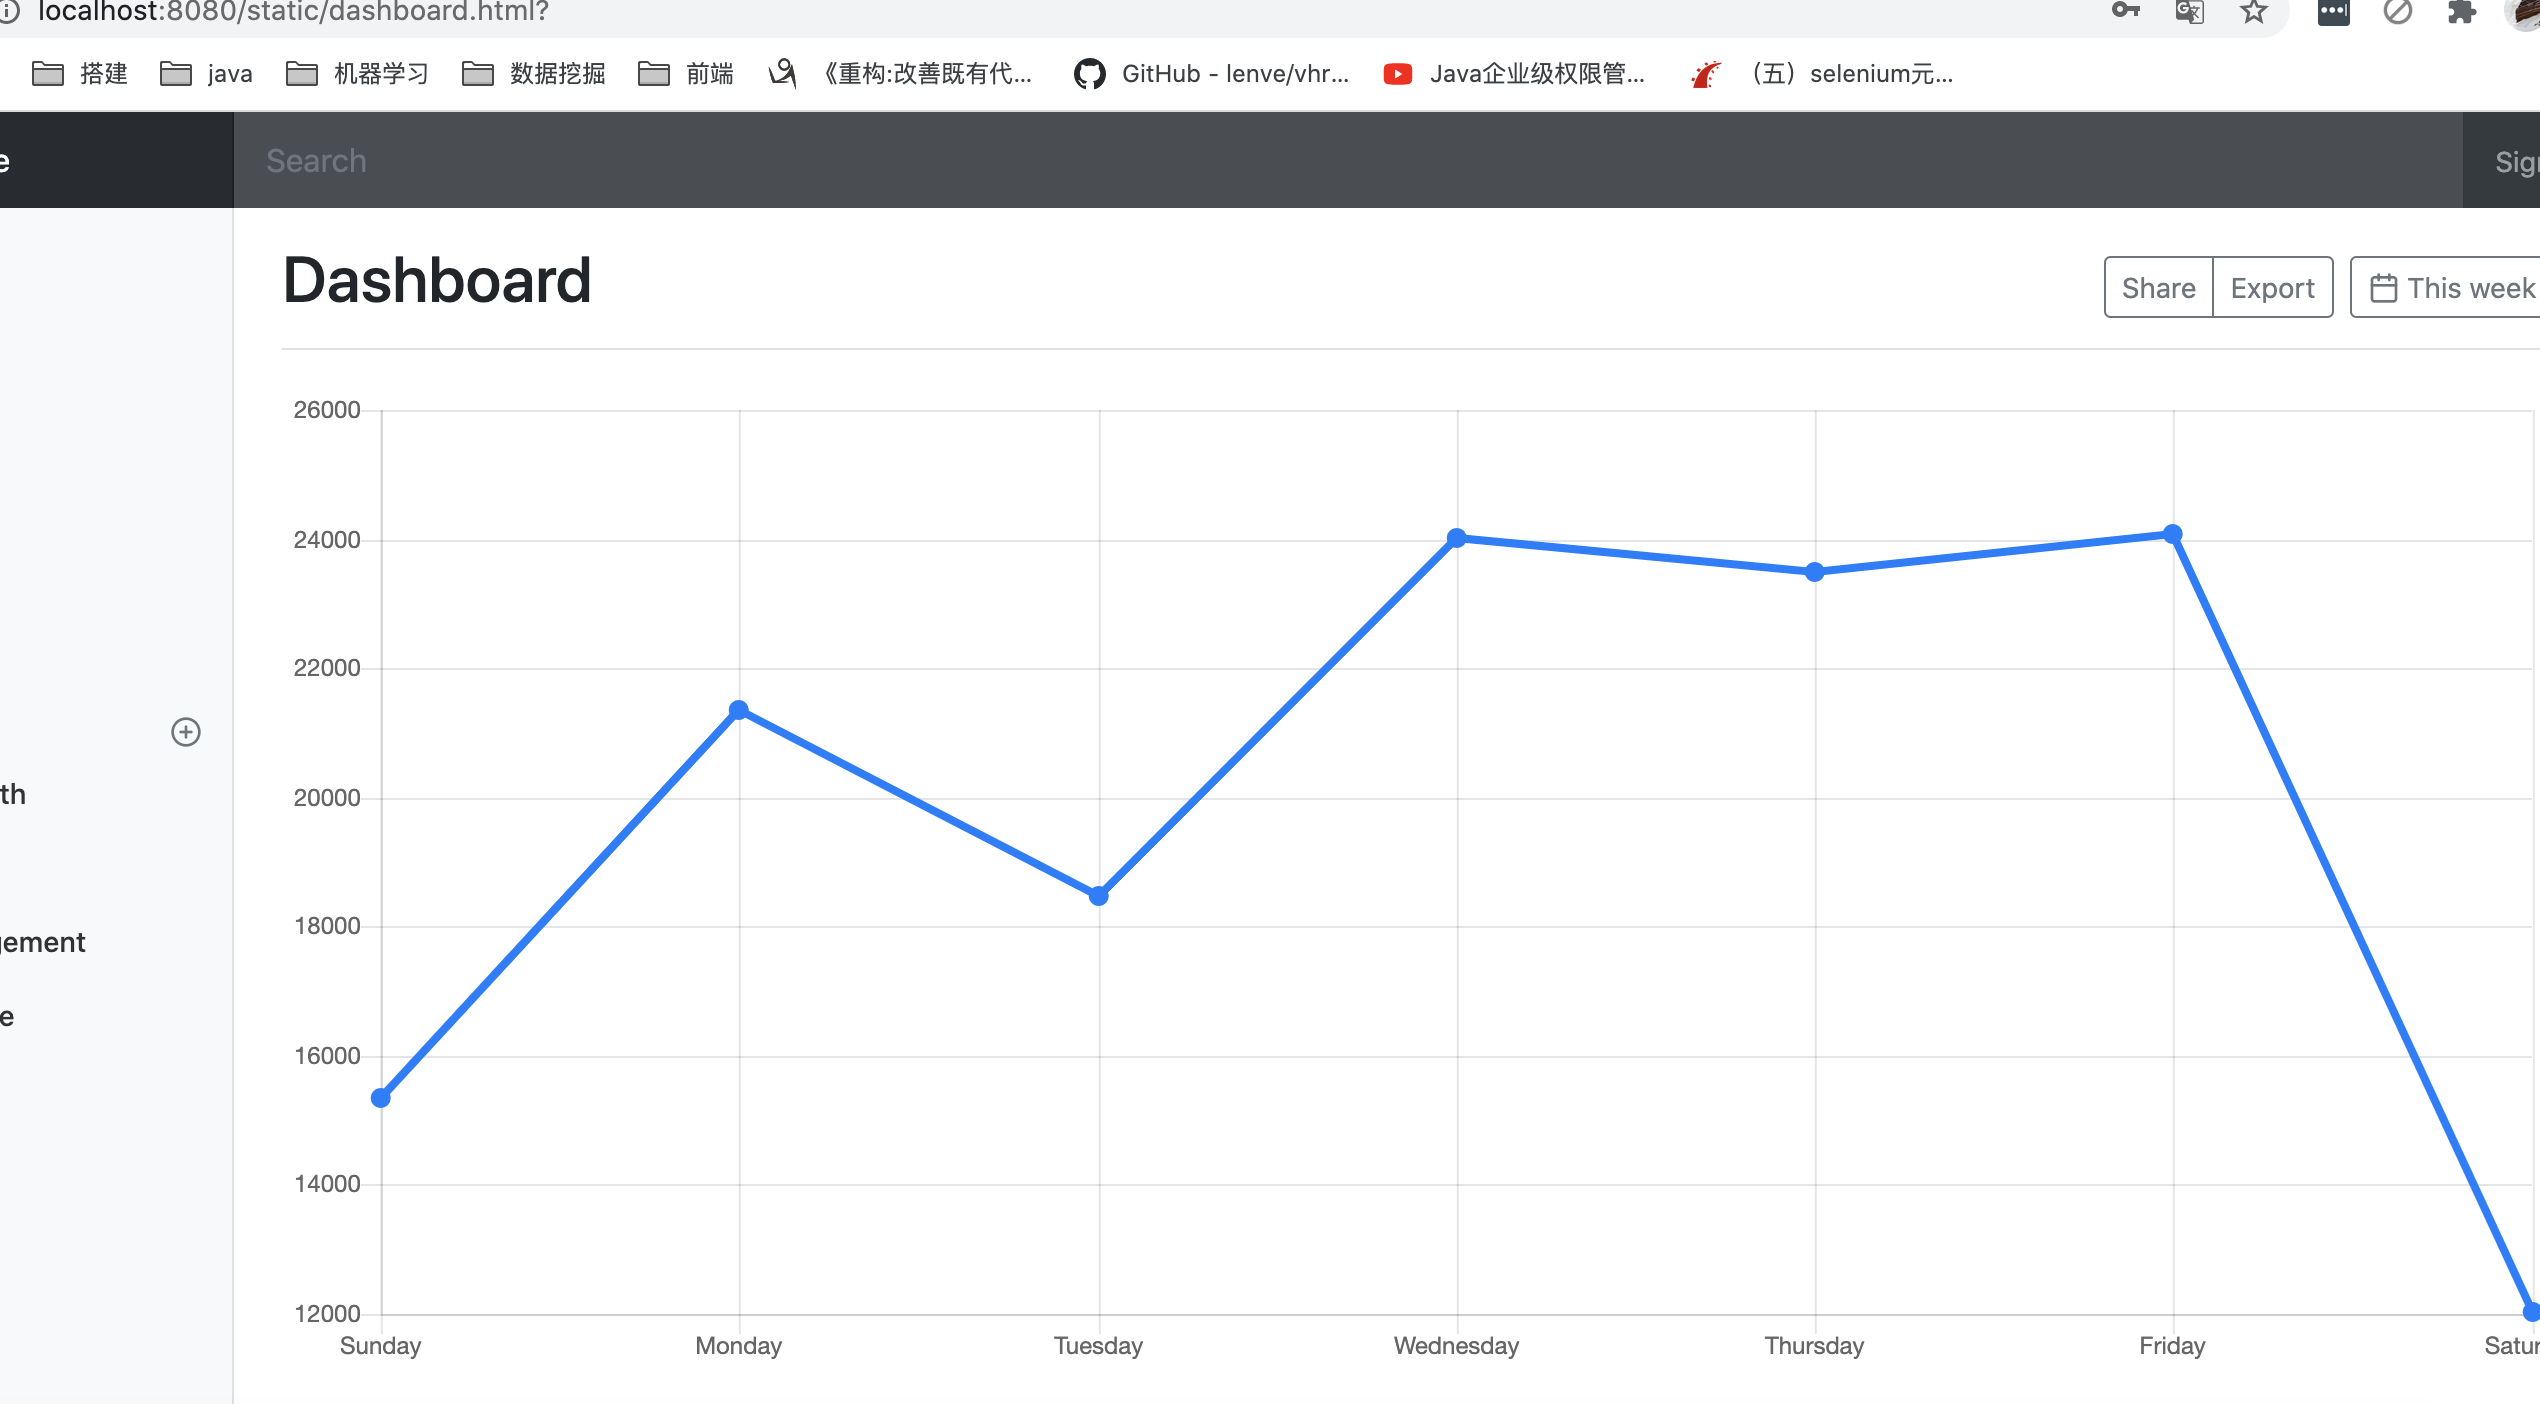 localhost:8080/static/dashboard.html?
搭建 java 机器学习 数据挖掘 前端 《重构:改善既有代... GitHub - lenve/vhr... Java企业级权限管... （五）selenium元...
e Search Sign
Dashboard
Share Export This week
26000
24000
22000
20000
18000
16000
14000
12000
Sunday Monday Tuesday Wednesday Thursday Friday Satur
th
gement
e